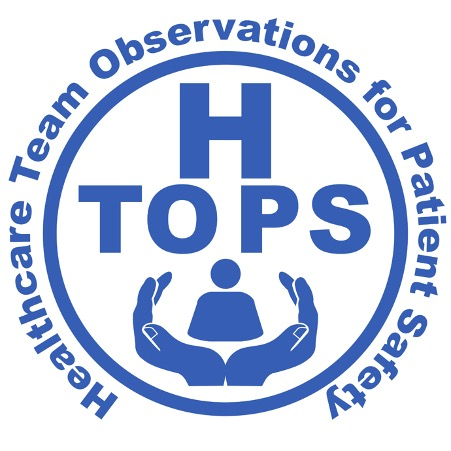 Healthcare Team Observations for Patient Safety
H
TOPS